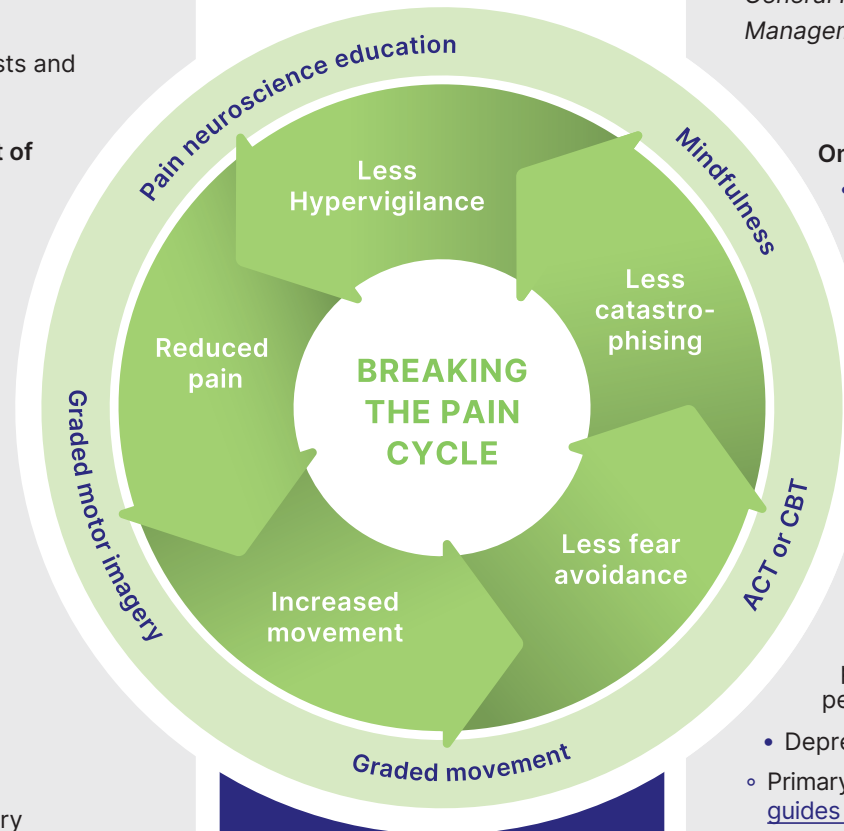 sts and
t of
ry
Pain neuroscience education
Mindfulness
ACT or CBT
Graded movement
Graded motor imagery
Less
Hypervigilance
Less
catastro-
phising
Less fear
avoidance
Increased
movement
Reduced
pain
BREAKING
THE PAIN
CYCLE
Manager
On
pe
• Depre
Primary
guides